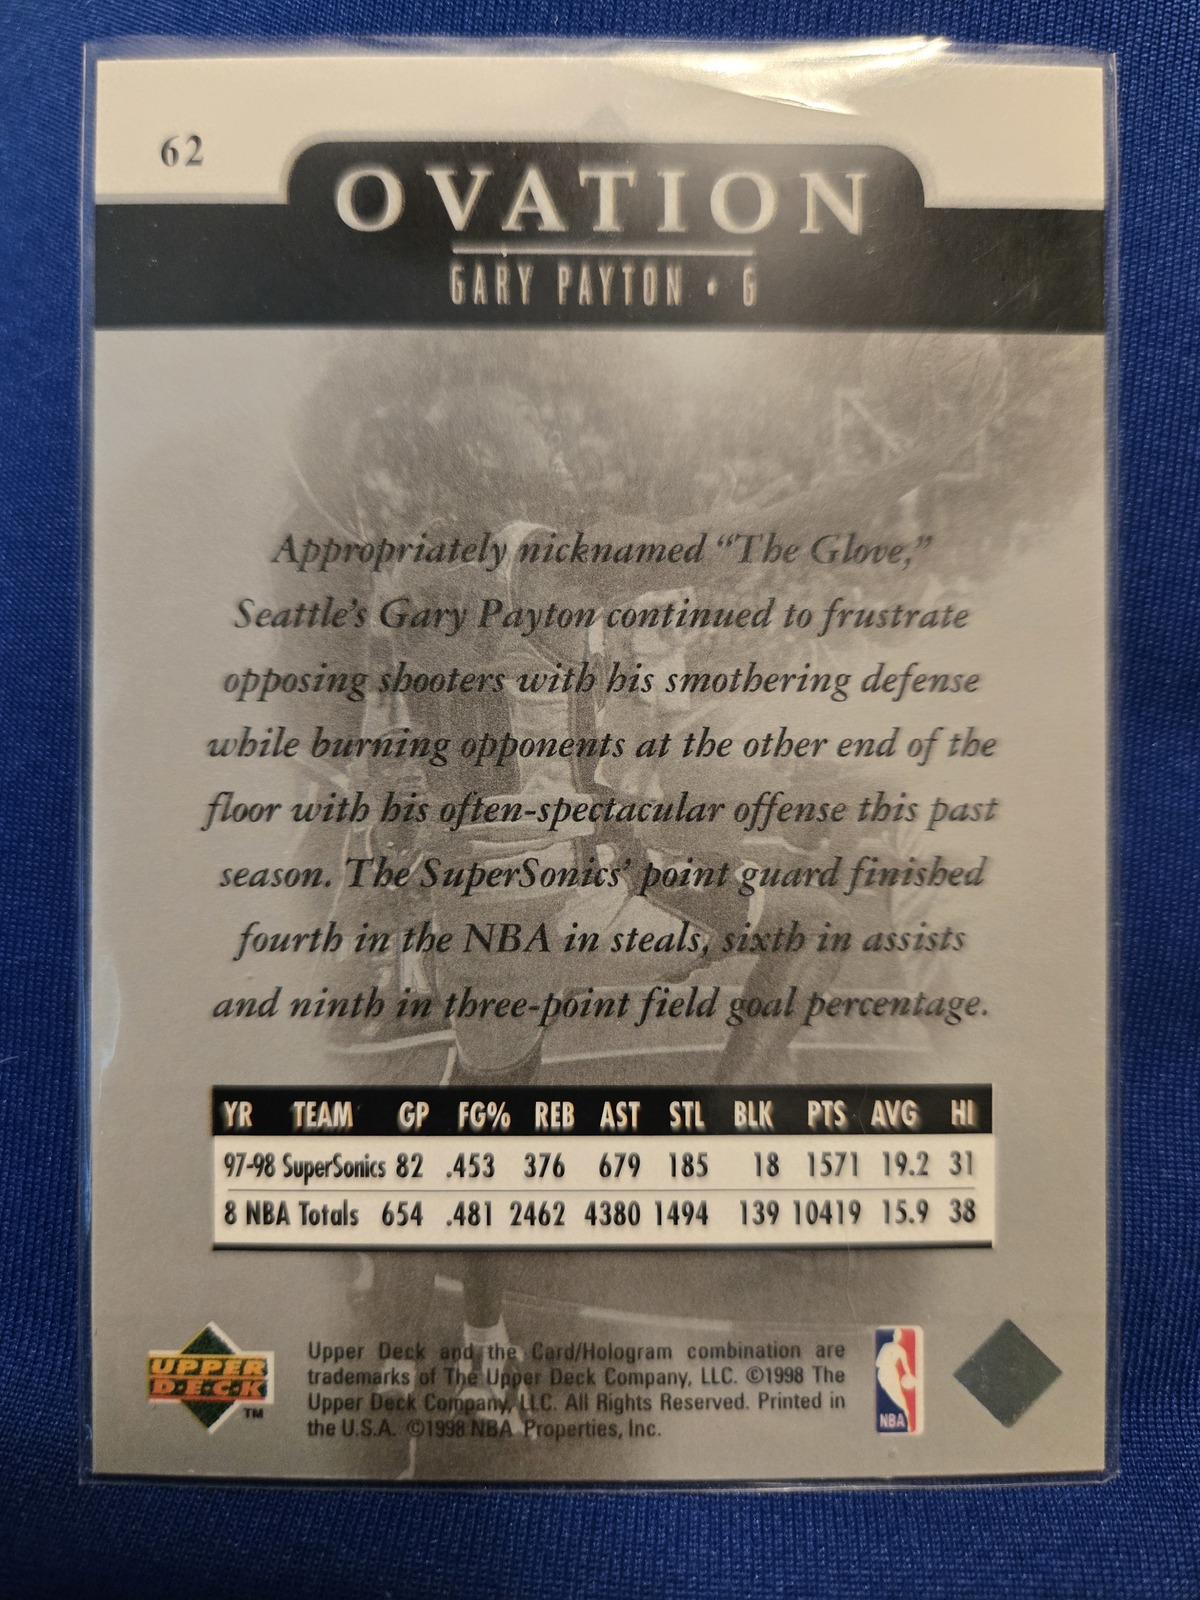 62
OVATION
GARY PAYTON · G
Appropriately nicknamed “The Glove,”
Seattle’s Gary Payton continued to frustrate
opposing shooters with his smothering defense
while burning opponents at the other end of the
floor with his often-spectacular offense this past
season. The SuperSonics’ point guard finished
fourth in the NBA in steals, sixth in assists
and ninth in three-point field goal percentage.
YR TEAM GP FG% REB AST STL BLK PTS AVG HI
97-98 SuperSonics 82 .453 376 679 185 18 1571 19.2 31
8 NBA Totals 654 .481 2462 4380 1494 139 10419 15.9 38
UPPER
D·E·C·K
TM
Upper Deck and the Card/Hologram combination are
trademarks of The Upper Deck Company, LLC. ©1998 The
Upper Deck Company, LLC. All Rights Reserved. Printed in
the U.S.A. ©1998 NBA Properties, Inc.
NBA